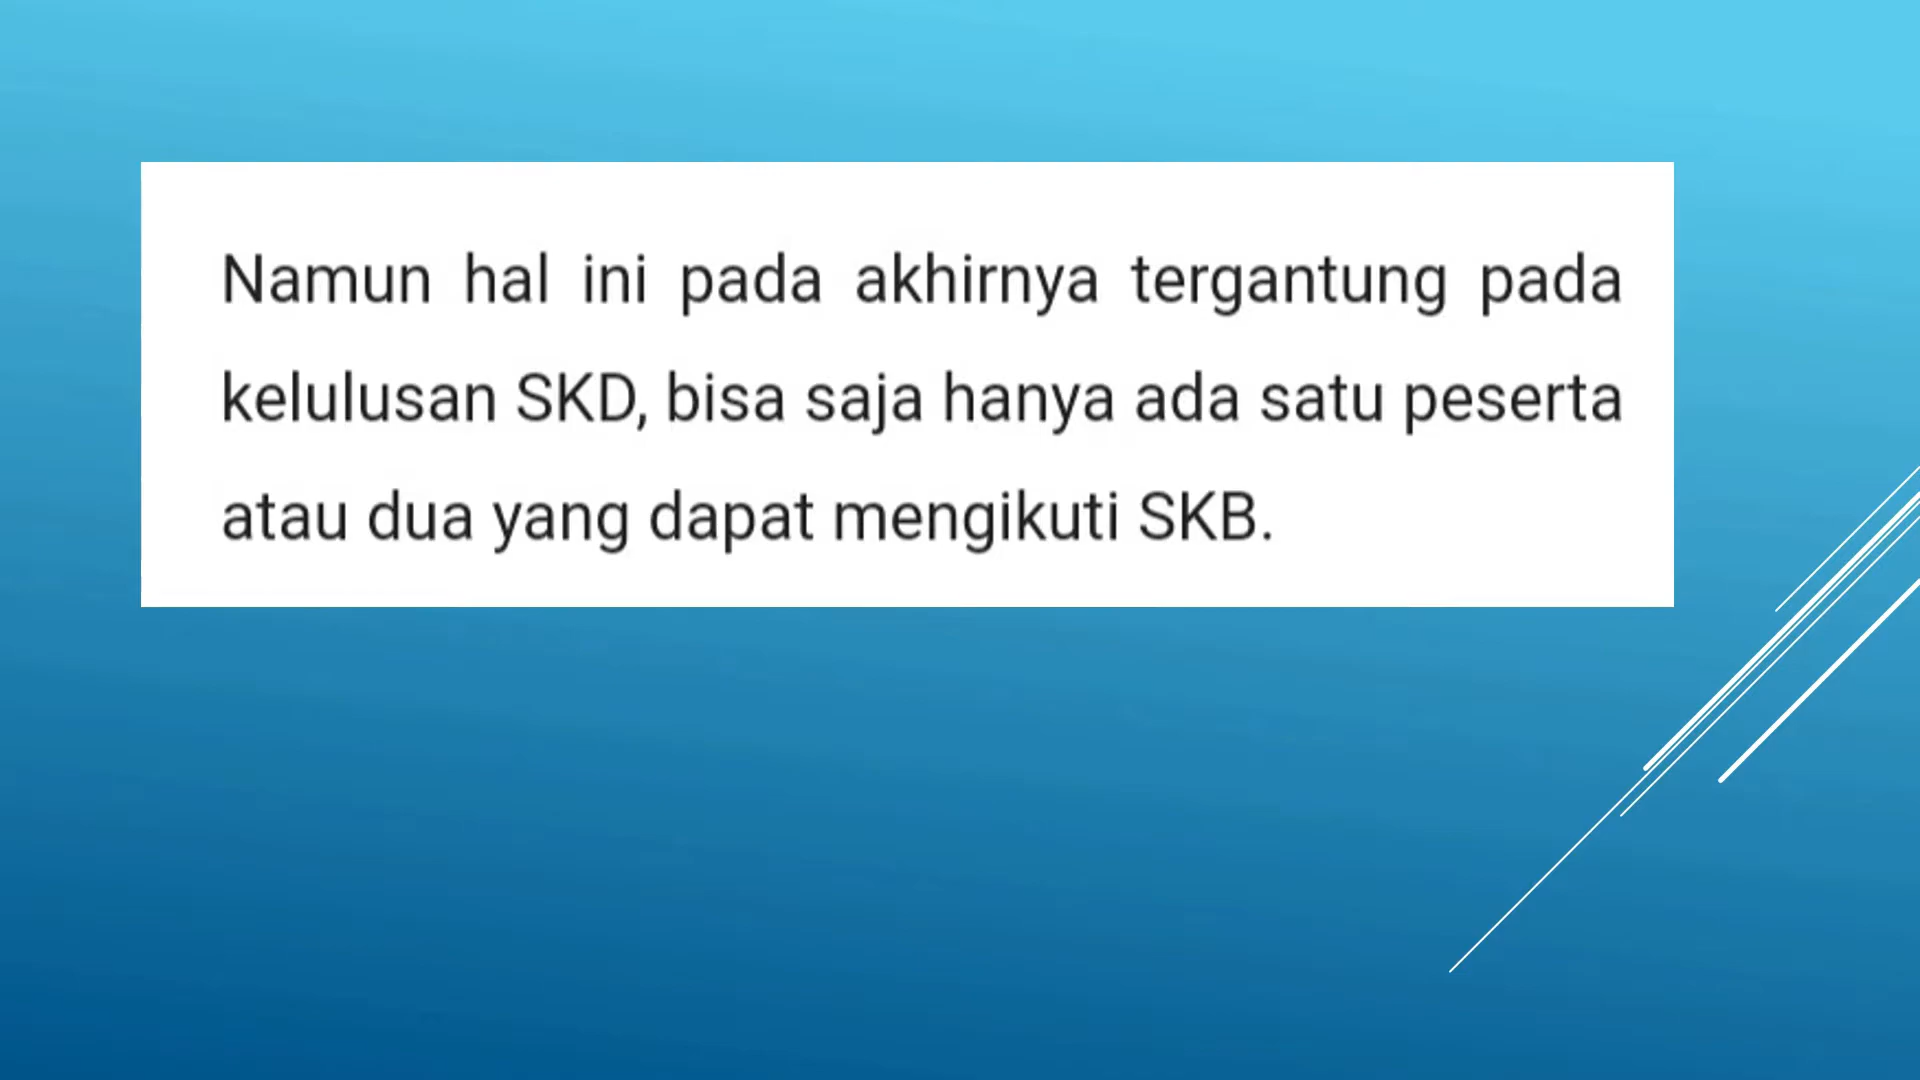 Namun hal ini pada akhirnya tergantung pada
kelulusan SKD, bisa saja hanya ada satu peserta
atau dua yang dapat mengikuti SKB.